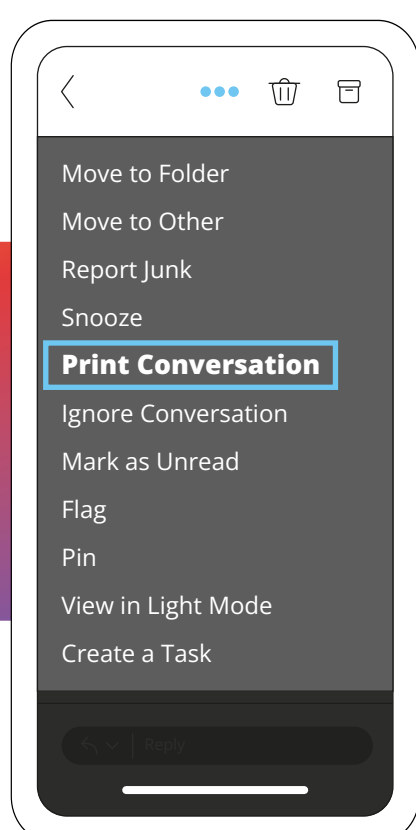 Move to Folder
Move to Other
Report Junk
Snooze
Print Conversation
Ignore Conversation
Mark as Unread
Flag
Pin
View in Light Mode
Create a Task
Reply